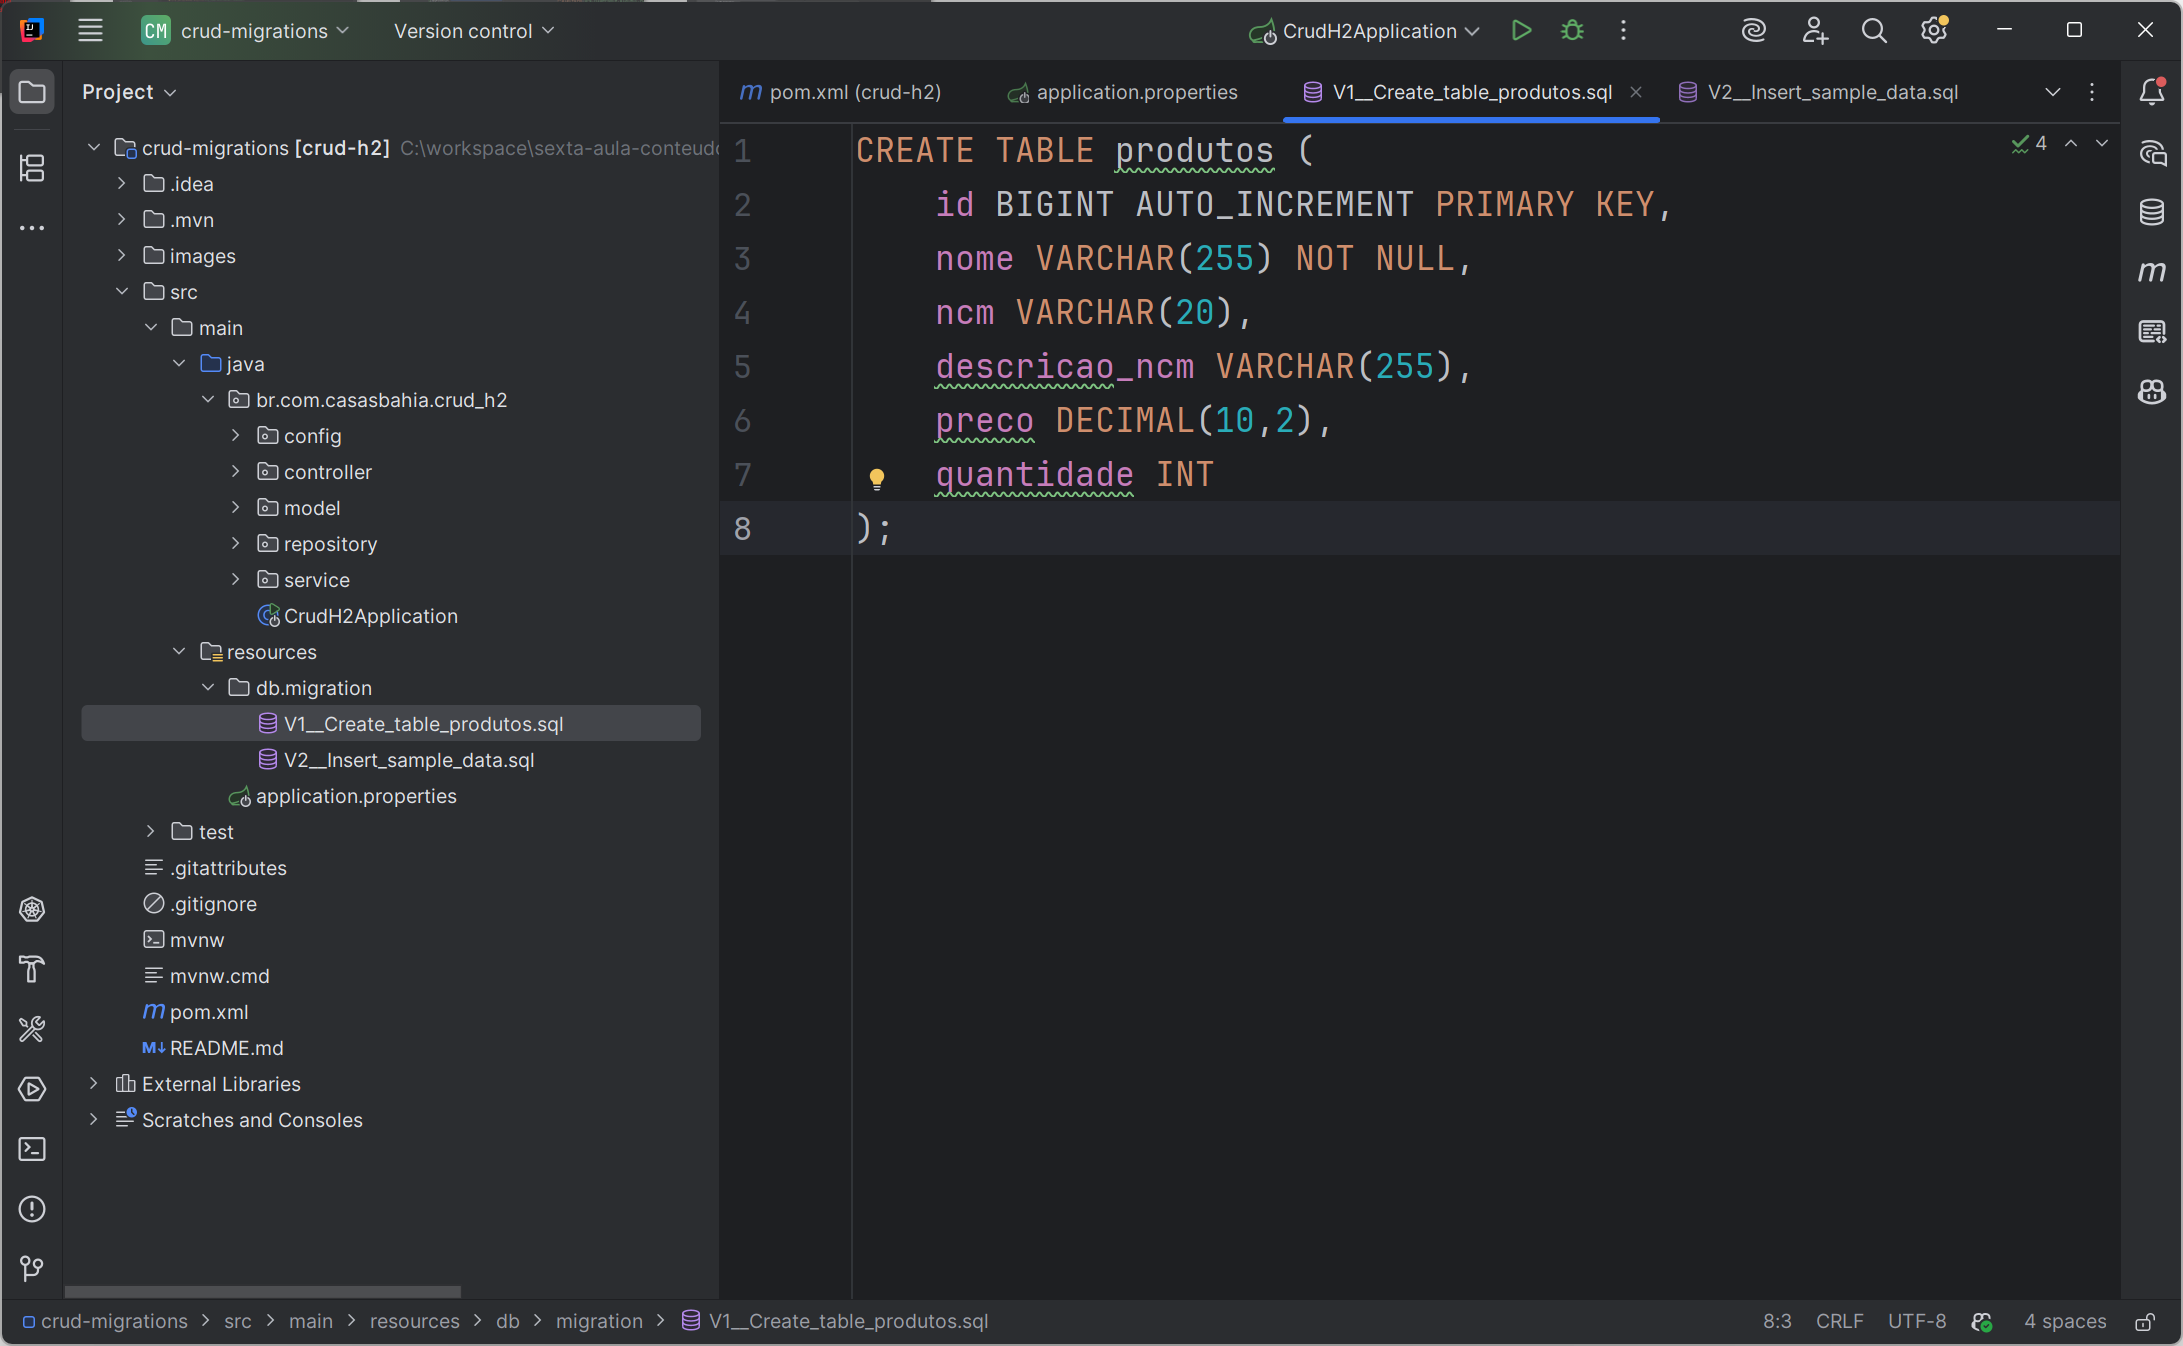 CM crud-migrations Version control CrudH2Application
Project
crud-migrations [crud-h2] C:\workspace\sexta-aula-conteud
.idea
.mvn
images
src
main
java
br.com.casasbahia.crud_h2
config
controller
model
repository
service
CrudH2Application
resources
db.migration
V1__Create_table_produtos.sql
V2__Insert_sample_data.sql
application.properties
test
.gitattributes
.gitignore
mvnw
mvnw.cmd
m pom.xml
M↓ README.md
External Libraries
Scratches and Consoles
m pom.xml (crud-h2) application.properties V1__Create_table_produtos.sql V2__Insert_sample_data.sql
4
1 CREATE TABLE produtos (
2 id BIGINT AUTO_INCREMENT PRIMARY KEY,
3 nome VARCHAR(255) NOT NULL,
4 ncm VARCHAR(20),
5 descricao_ncm VARCHAR(255),
6 preco DECIMAL(10,2),
7 quantidade INT
8 );
m
crud-migrations > src > main > resources > db > migration > V1__Create_table_produtos.sql
8:3 CRLF UTF-8 4 spaces